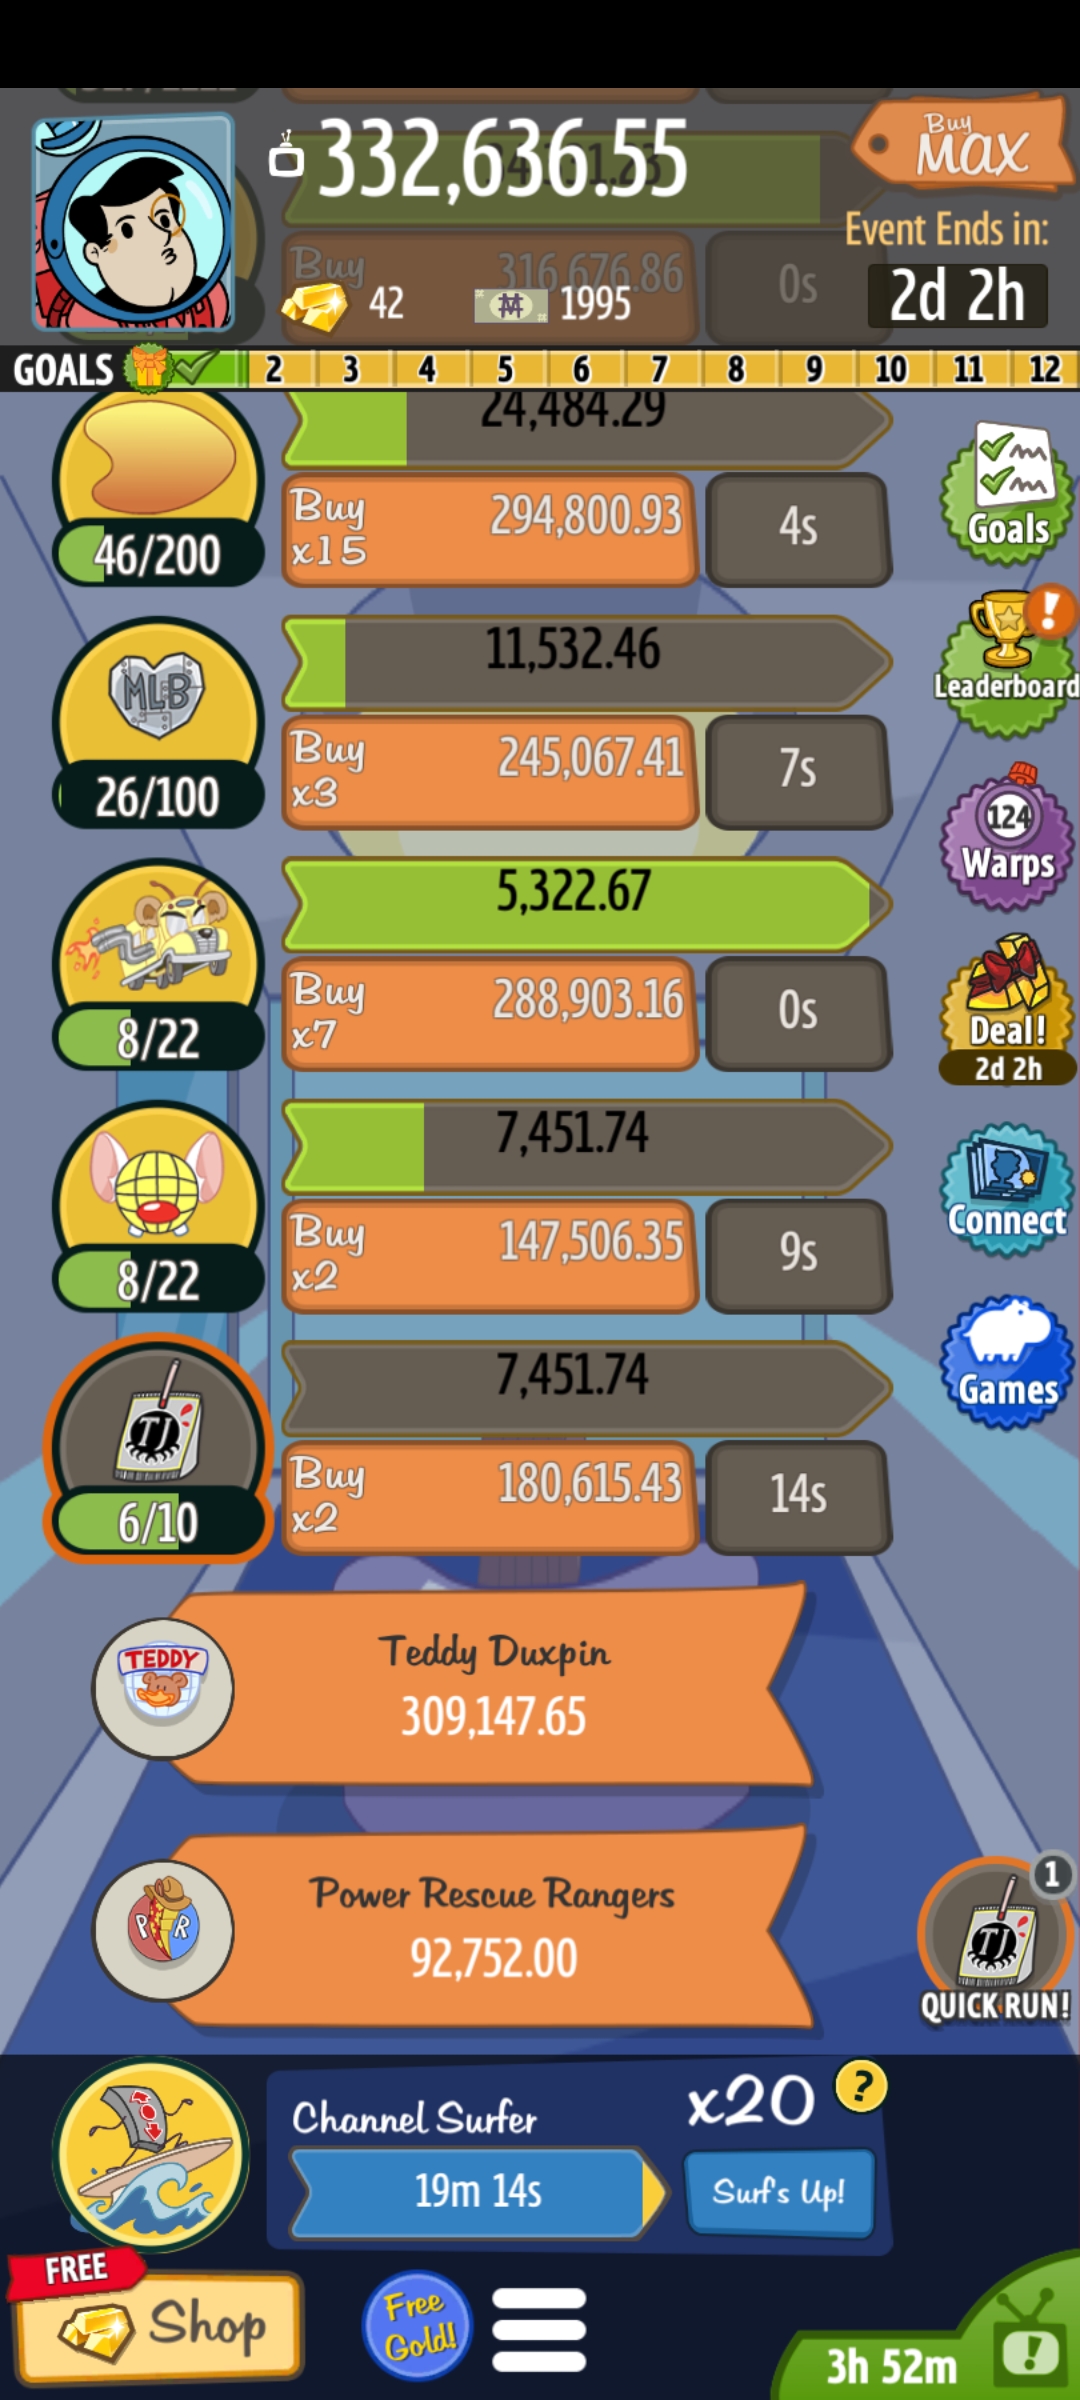 332,636.55
Buy
MAX
Event Ends in:
2d 2h
Buy
316,676.86
0s
42
1995
GOALS
2 3 4 5 6 7 8 9 10 11 12
24,484.29
46/200
Buy
x15
294,800.93
4s
Goals
11,532.46
MLB
26/100
Buy
x3
245,067.41
7s
Leaderboard
5,322.67
8/22
Buy
x7
288,903.16
0s
124
Warps
7,451.74
8/22
Buy
x2
147,506.35
9s
Deal!
2d 2h
Connect
7,451.74
TJ
6/10
Buy
x2
180,615.43
14s
Games
TEDDY
Teddy Duxpin
309,147.65
P R
Power Rescue Rangers
92,752.00
1
TJ
QUICK RUN!
Channel Surfer
x20
?
19m 14s
Surf's Up!
FREE
Shop
Free
Gold!
3h 52m